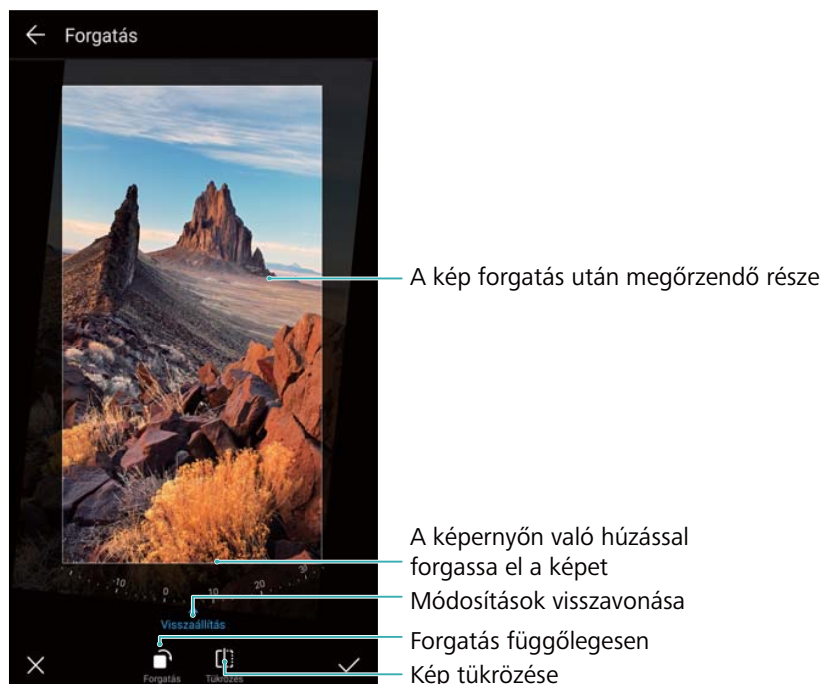 Forgatás
A kép forgatás után megőrzendő része
A képernyőn való húzással
forgassa el a képet
-10 0 10 20 30
Módosítások visszavonása
Visszaállítás
Forgatás függőlegesen
Forgatás Tükrözés
Kép tükrözése